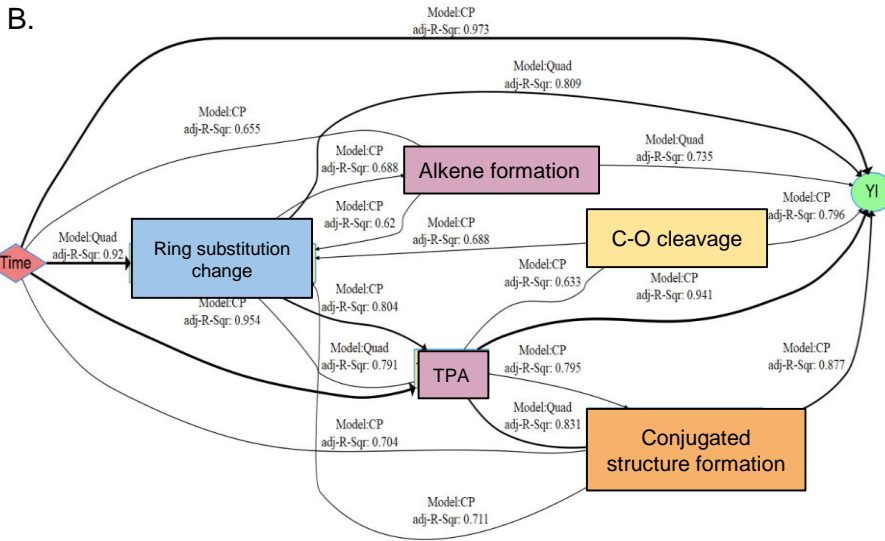 B.
Model:CP
adj-R-Sqr: 0.973
Model:Quad
adj-R-Sqr: 0.809
Model:CP
adj-R-Sqr: 0.655
Model:CP
adj-R-Sqr: 0.688
Alkene formation
Model:Quad
adj-R-Sqr: 0.735
YI
Model:CP
adj-R-Sqr: 0.62
Model:CP
adj-R-Sqr: 0.688
C-O cleavage
Model:CP
0.796
Time
Model:Quad
adj-R-Sqr: 0.92
Ring substitution
change
Model:CP
adj-R-Sqr: 0.633
Model:CP
adj-R-Sqr: 0.941
Model:CP
adj-R-Sqr: 0.954
Model:CP
adj-R-Sqr: 0.804
Model:Quad
adj-R-Sqr: 0.791
TPA
Model:CP
adj-R-Sqr: 0.795
Model:CP
adj-R-Sqr: 0.877
Model:CP
adj-R-Sqr: 0.704
Model:Quad
adj-R-Sqr: 0.831
Conjugated
structure formation
Model:CP
adj-R-Sqr: 0.711